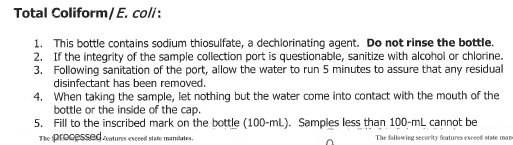 Total Coliform/E. coli:
1. This bottle contains sodium thiosulfate, a dechlorinating agent. Do not rinse the bottle.
2. If the integrity of the sample collection port is questionable, sanitize with alcohol or chlorine.
3. Following sanitation of the port, allow the water to run 5 minutes to assure that any residual
disinfectant has been removed.
4. When taking the sample, let nothing but the water come into contact with the mouth of the
bottle or the inside of the cap.
5. Fill to the inscribed mark on the bottle (100-mL). Samples less than 100-mL cannot be
processed.
The features exceed state mandates. The following security features exceed state man